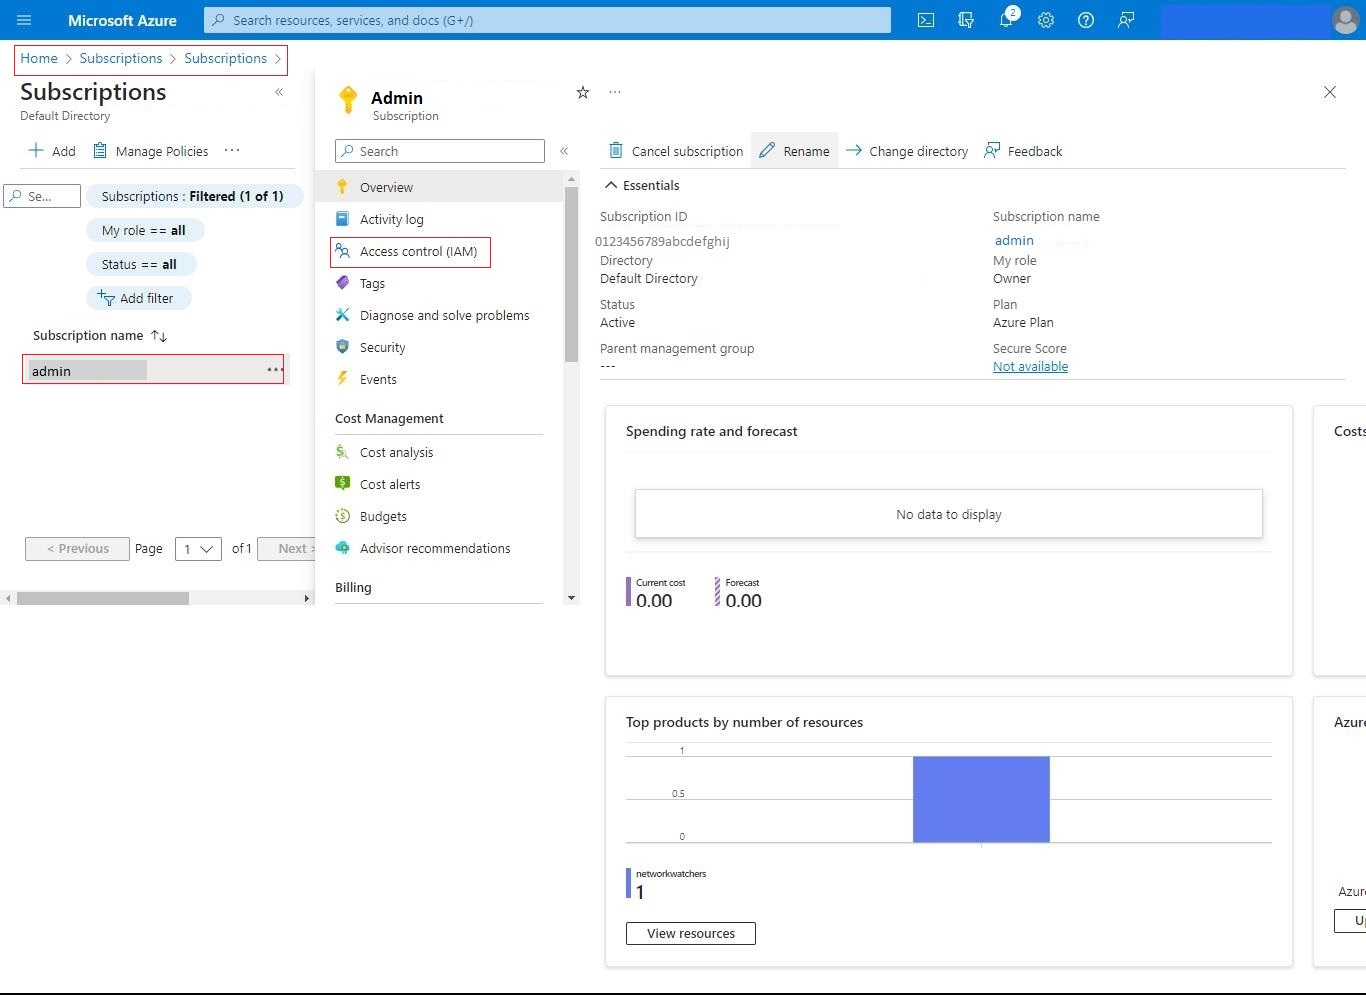 Microsoft Azure
Search resources, services, and docs (G+/)
2
Home > Subscriptions > Subscriptions >
Subscriptions
Default Directory
Add
Manage Policies
Se...
Subscriptions : Filtered (1 of 1)
My role == all
Status == all
Add filter
Subscription name
admin
< Previous
Page
1
of 1
Next >
Admin
Subscription
Search
Overview
Activity log
Access control (IAM)
Tags
Diagnose and solve problems
Security
Events
Cost Management
Cost analysis
Cost alerts
Budgets
Advisor recommendations
Billing
Cancel subscription
Rename
Change directory
Feedback
Essentials
Subscription ID
0123456789abcdefghij
Directory
Default Directory
Status
Active
Parent management group
---
Subscription name
admin
My role
Owner
Plan
Azure Plan
Secure Score
Not available
Spending rate and forecast
No data to display
Current cost
0.00
Forecast
0.00
Costs
Top products by number of resources
1
0.5
0
networkwatchers
1
View resources
Azure
Azure
Up